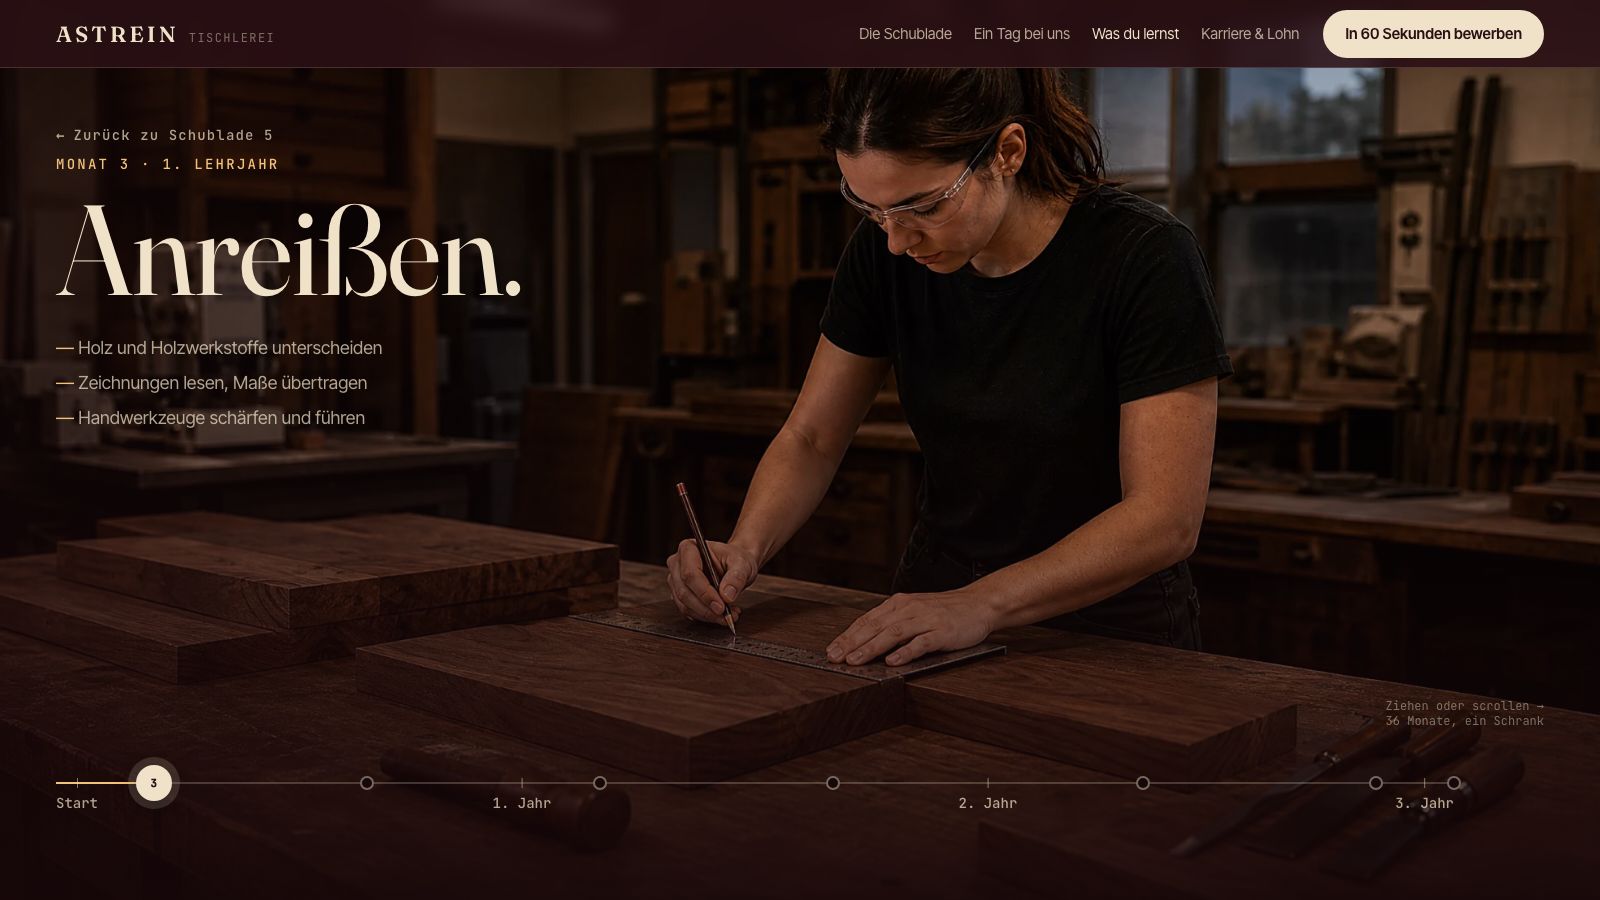 ASTREIN TISCHLEREI
Die Schublade
Ein Tag bei uns
Was du lernst
Karriere & Lohn
In 60 Sekunden bewerben
← Zurück zu Schublade 5
MONAT 3 · 1. LEHRJAHR
Anreißen.
— Holz und Holzwerkstoffe unterscheiden
— Zeichnungen lesen, Maße übertragen
— Handwerkzeuge schärfen und führen
Ziehen oder scrollen →
36 Monate, ein Schrank
3
Start
1. Jahr
2. Jahr
3. Jahr